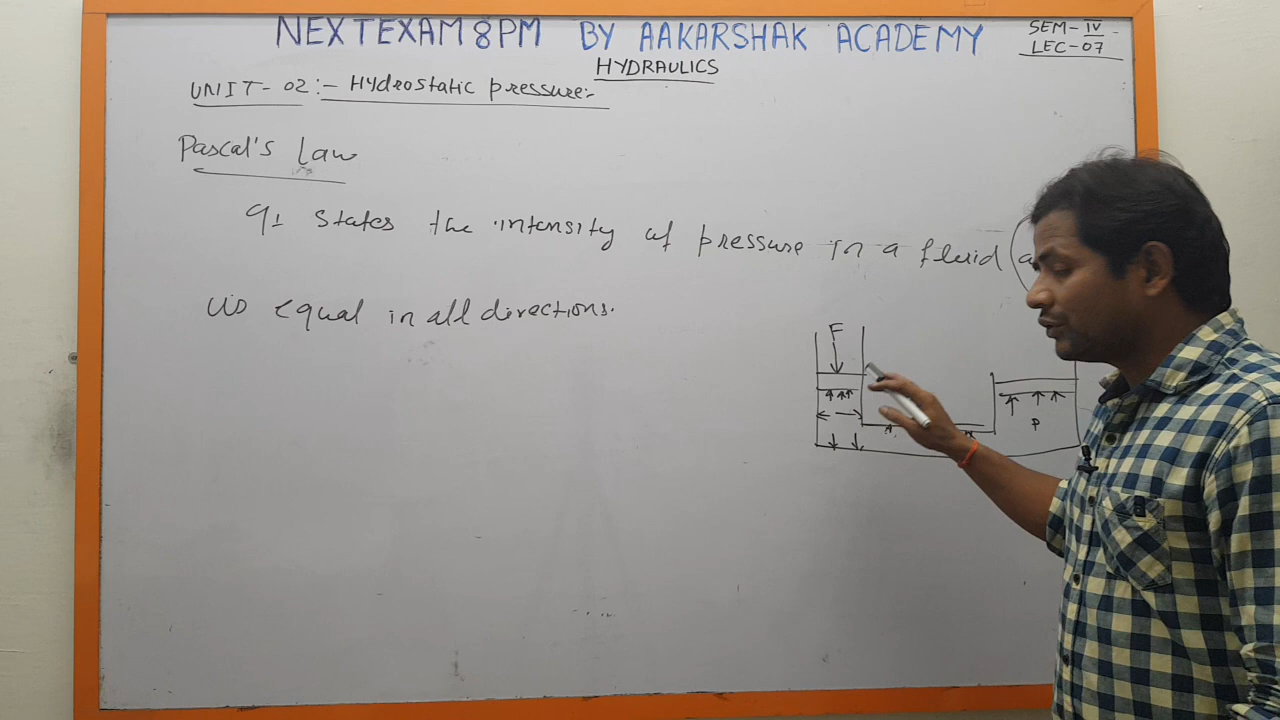 NEXTEXAM 8PM BY AAKARSHAK ACADEMY
SEM-IV
LEC-07
HYDRAULICS
UNIT-02:- Hydrostatic pressure:-
Pascal's Law
It states the intensity of pressure in a fluid (a
is equal in all directions.
F
P